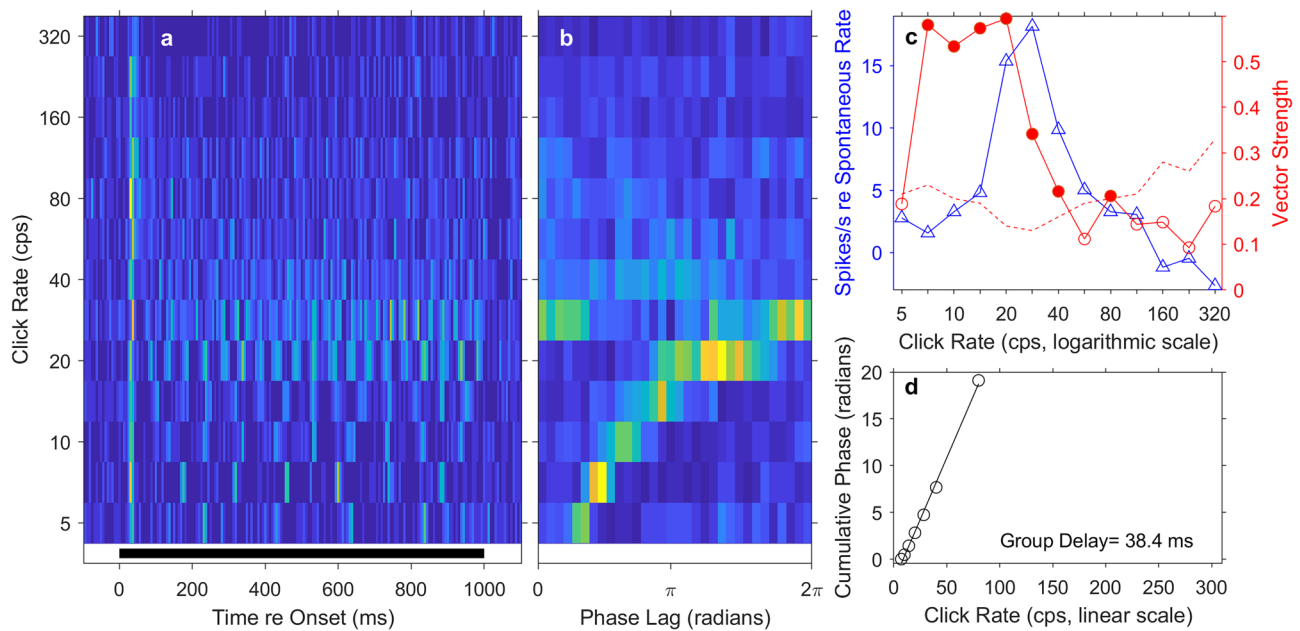 a
b
c
d
320
160
80
40
20
10
5
Click Rate (cps)
0
200
400
600
800
1000
Time re Onset (ms)
0
π
2π
Phase Lag (radians)
Spikes/s re Spontaneous Rate
15
10
5
0
Vector Strength
0.5
0.4
0.3
0.2
0.1
0
5
10
20
40
80
160
320
Click Rate (cps, logarithmic scale)
Cumulative Phase (radians)
20
15
10
5
0
Group Delay= 38.4 ms
0
50
100
150
200
250
300
Click Rate (cps, linear scale)